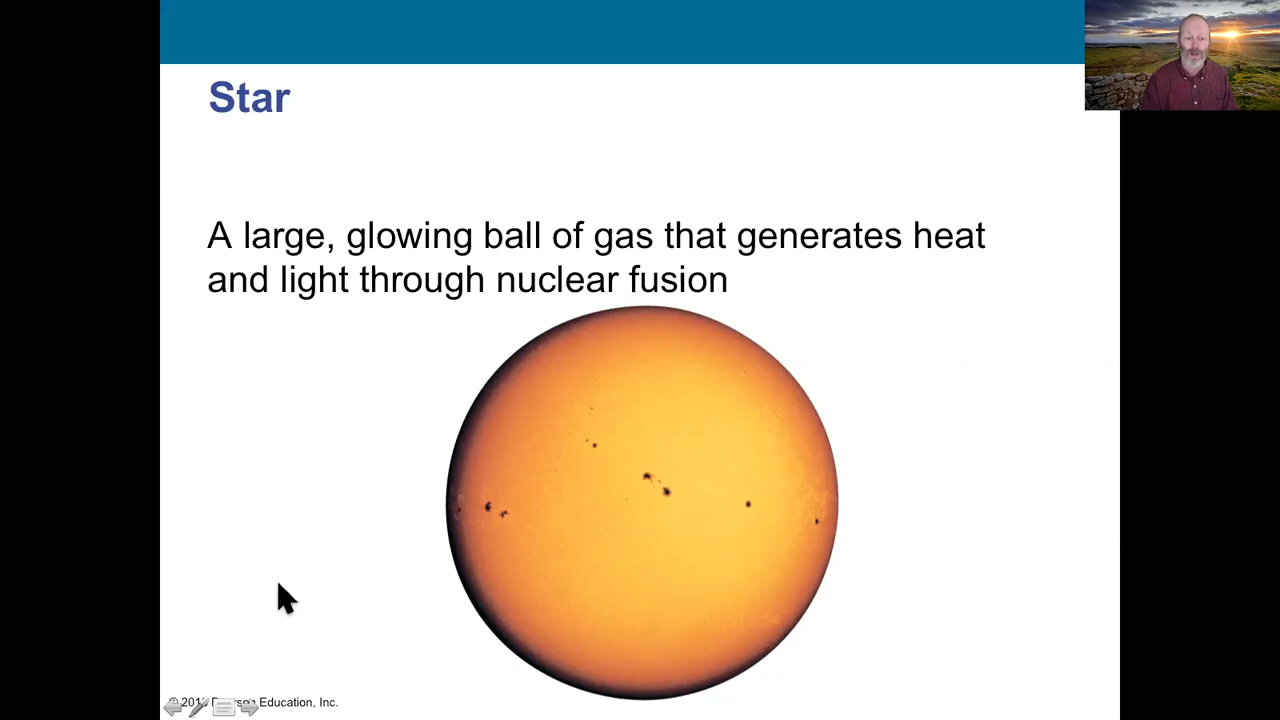 Star
A large, glowing ball of gas that generates heat
and light through nuclear fusion
Education, Inc.